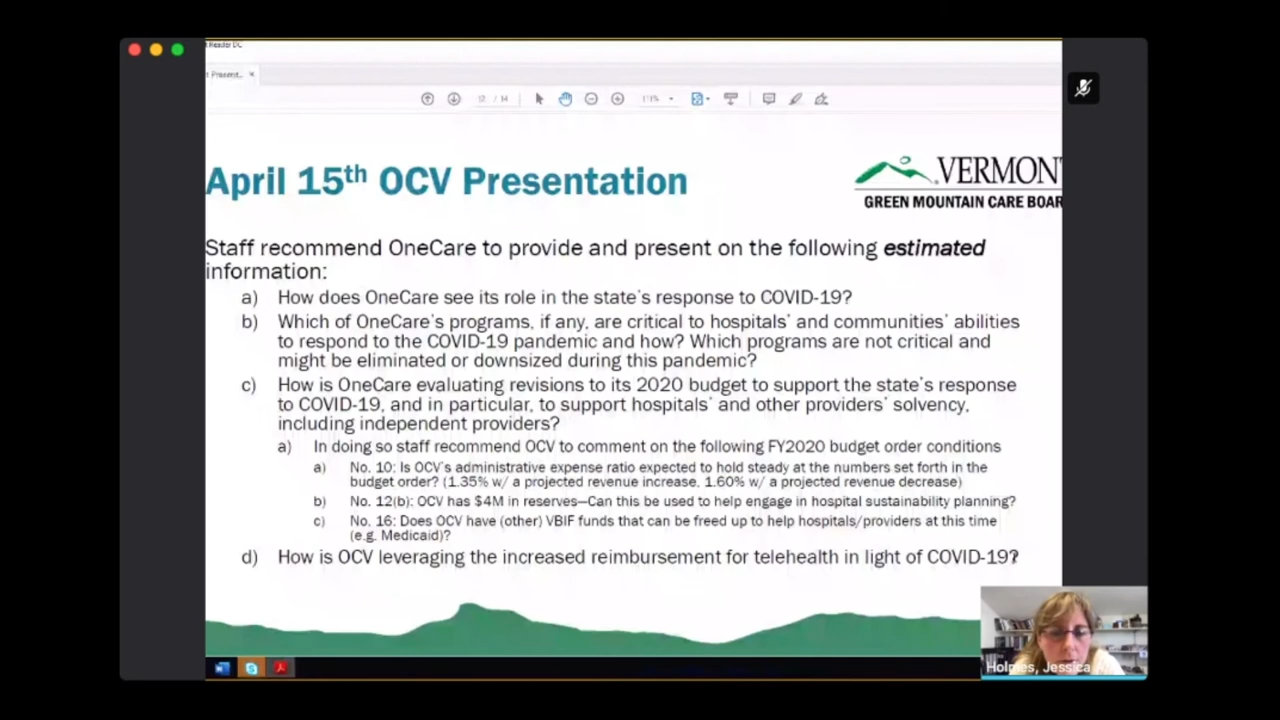 t Reader DC
t Present...
12 / 14
111%
April 15th OCV Presentation
VERMONT
GREEN MOUNTAIN CARE BOAR
Staff recommend OneCare to provide and present on the following estimated
information:
a) How does OneCare see its role in the state's response to COVID-19?
b) Which of OneCare's programs, if any, are critical to hospitals' and communities' abilities
to respond to the COVID-19 pandemic and how? Which programs are not critical and
might be eliminated or downsized during this pandemic?
c) How is OneCare evaluating revisions to its 2020 budget to support the state's response
to COVID-19, and in particular, to support hospitals' and other providers' solvency,
including independent providers?
a) In doing so staff recommend OCV to comment on the following FY2020 budget order conditions
a) No. 10: Is OCV's administrative expense ratio expected to hold steady at the numbers set forth in the
budget order? (1.35% w/ a projected revenue increase, 1.60% w/ a projected revenue decrease)
b) No. 12(b): OCV has $4M in reserves—Can this be used to help engage in hospital sustainability planning?
c) No. 16: Does OCV have (other) VBIF funds that can be freed up to help hospitals/providers at this time
(e.g. Medicaid)?
d) How is OCV leveraging the increased reimbursement for telehealth in light of COVID-19?
Holmes, Jessica